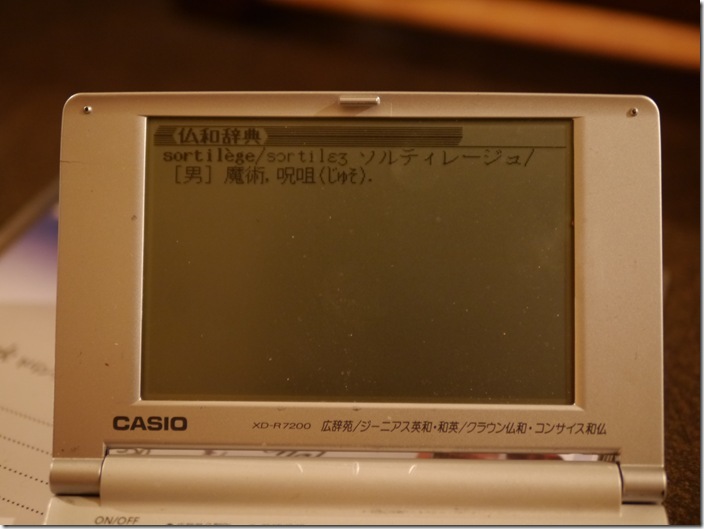 仏和辞典
sortilège/sɔrtilɛʒ ソルティレージュ/
[男] 魔術, 呪咀(じゅそ).
CASIO
XD-R7200 広辞苑/ジーニアス英和・和英/クラウン仏和・コンサイス和仏
ON/OFF